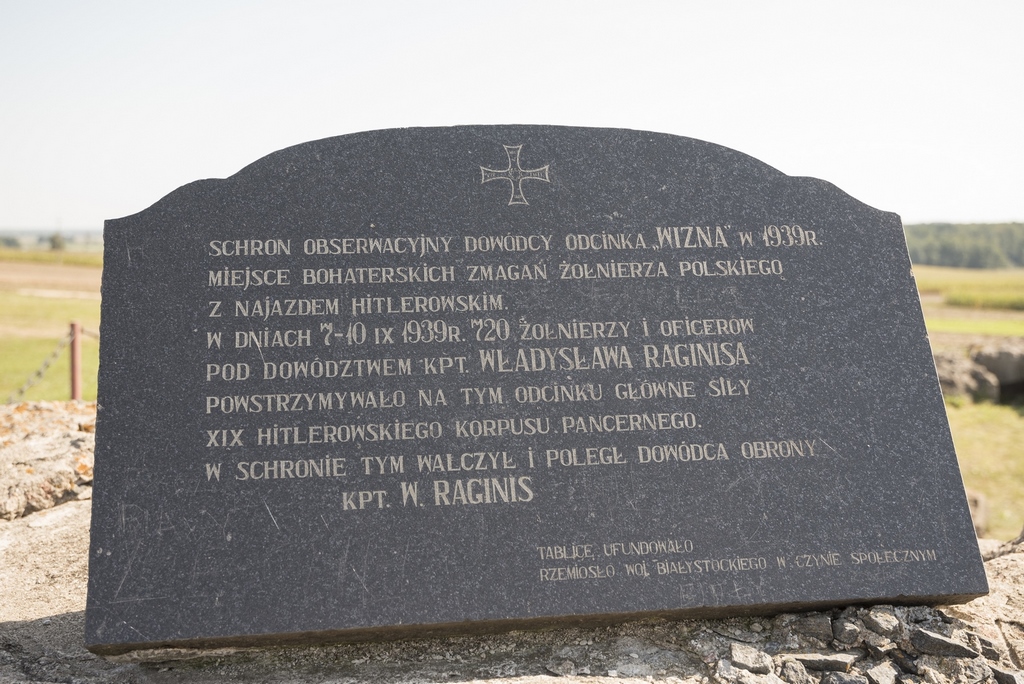 SCHRON OBSERWACYJNY DOWÓDCY ODCINKA „WIZNA" W 1939R.
MIEJSCE BOHATERSKICH ZMAGAŃ ŻOŁNIERZA POLSKIEGO
Z NAJAZDEM HITLEROWSKIM.
W DNIACH 7-10 IX 1939R. 720 ŻOŁNIERZY I OFICERÓW
POD DOWÓDZTWEM KPT. WŁADYSŁAWA RAGINISA
POWSTRZYMYWAŁO NA TYM ODCINKU GŁÓWNE SIŁY
XIX HITLEROWSKIEGO KORPUSU PANCERNEGO.
W SCHRONIE TYM WALCZYŁ I POLEGŁ DOWÓDCA OBRONY
KPT. W. RAGINIS
TABLICĘ UFUNDOWAŁO
RZEMIOSŁO WOJ. BIAŁYSTOCKIEGO W CZYNIE SPOŁECZNYM